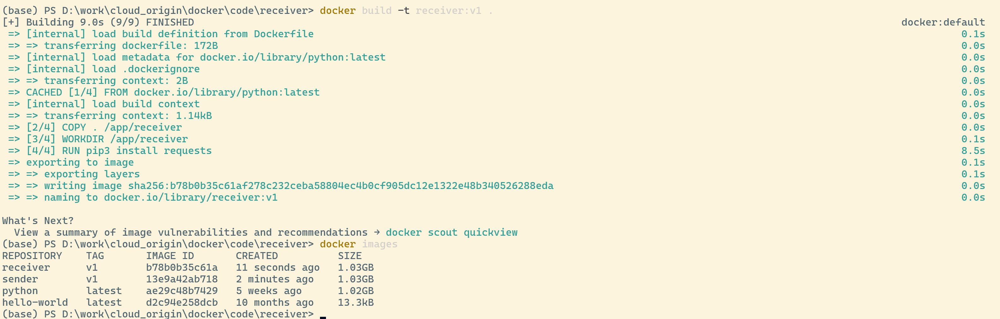 (base) PS D:\work\cloud_origin\docker\code\receiver> docker build -t receiver:v1 .
[+] Building 9.0s (9/9) FINISHED docker:default
=> [internal] load build definition from Dockerfile 0.1s
=> => transferring dockerfile: 172B 0.0s
=> [internal] load metadata for docker.io/library/python:latest 0.0s
=> [internal] load .dockerignore 0.0s
=> => transferring context: 2B 0.0s
=> CACHED [1/4] FROM docker.io/library/python:latest 0.0s
=> [internal] load build context 0.0s
=> => transferring context: 1.14kB 0.0s
=> [2/4] COPY . /app/receiver 0.0s
=> [3/4] WORKDIR /app/receiver 0.1s
=> [4/4] RUN pip3 install requests 8.5s
=> exporting to image 0.1s
=> => exporting layers 0.1s
=> => writing image sha256:b78b0b35c61af278c232ceba58804ec4b0cf905dc12e1322e48b340526288eda 0.0s
=> => naming to docker.io/library/receiver:v1 0.0s
What's Next?
View a summary of image vulnerabilities and recommendations → docker scout quickview
(base) PS D:\work\cloud_origin\docker\code\receiver> docker images
REPOSITORY TAG IMAGE ID CREATED SIZE
receiver v1 b78b0b35c61a 11 seconds ago 1.03GB
sender v1 13e9a42ab718 2 minutes ago 1.03GB
python latest ae29c48b7429 5 weeks ago 1.02GB
hello-world latest d2c94e258dcb 10 months ago 13.3kB
(base) PS D:\work\cloud_origin\docker\code\receiver>